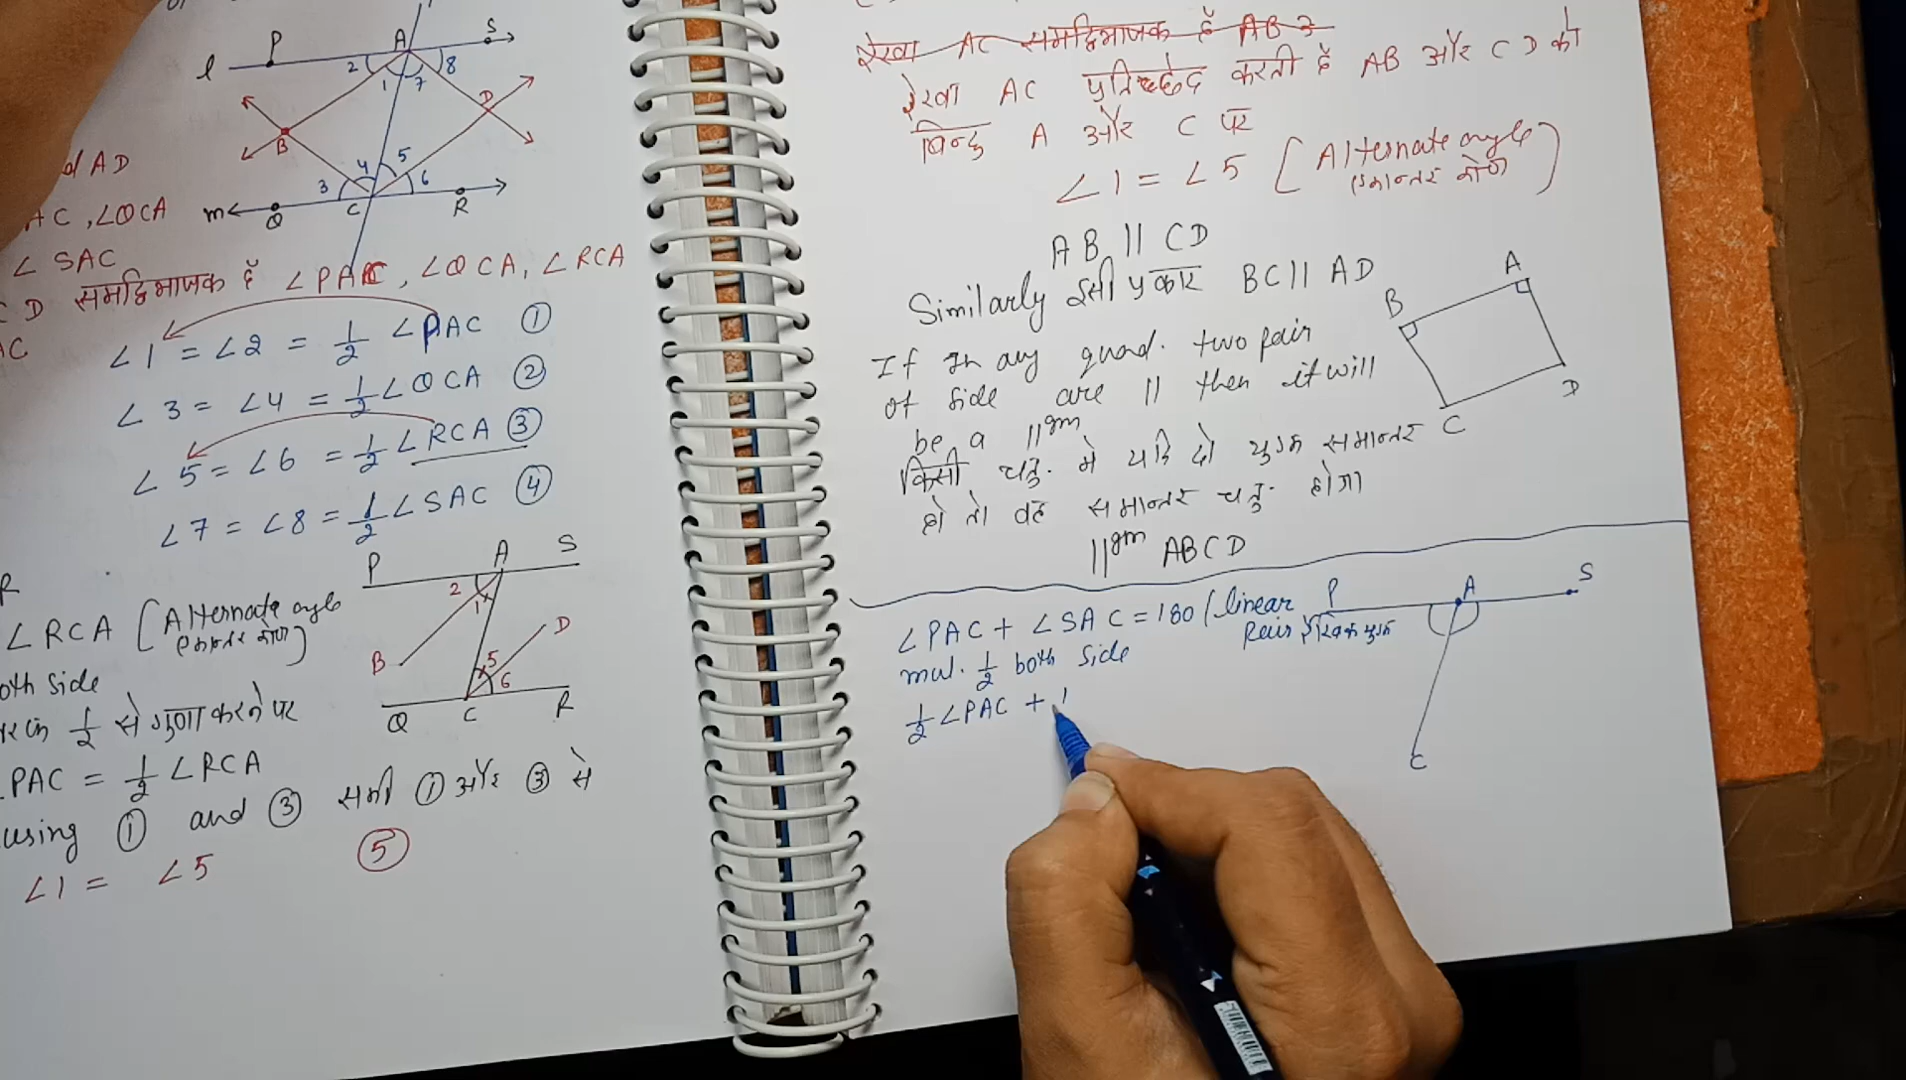 l P A S
2 1 7 8
B D
3 4 5 6
m Q C R
d AD
AC, ∠QCA
∠SAC
CD समद्विभाजक हैं ∠PAC, ∠QCA, ∠RCA
AC
∠1 = ∠2 = 1/2 ∠PAC ①
∠3 = ∠4 = 1/2 ∠QCA ②
∠5 = ∠6 = 1/2 ∠RCA ③
∠7 = ∠8 = 1/2 ∠SAC ④
P A S
2 1
B D
5 6
Q C R
R
∠RCA [Alternate angle
एकान्तर कोण)
oth side
1/2 से गुणा करने पर
PAC = 1/2 ∠RCA
using ① and ③ समी ① और ③ से
∠1 = ∠5 ⑤
रेखा AC समद्विभाजक है AB
रेखा AC प्रतिच्छेद करती हैं AB और CD को
बिन्दु A और C पर
∠1 = ∠5 [Alternate angle
एकान्तर कोण)
AB || CD
Similarly इसी प्रकार BC || AD
If In any quad. two pair
of side are || then it will
be a ||gm
किसी चतु. मे यदि दो युग्म समान्तर
हो तो वह समान्तर चतु. होगा
||gm ABCD
A
B
D
C
∠PAC + ∠SAC = 180 (linear
Pair रैखिक युग्म
mul. 1/2 both side
1/2 ∠PAC + 1
P A S
C